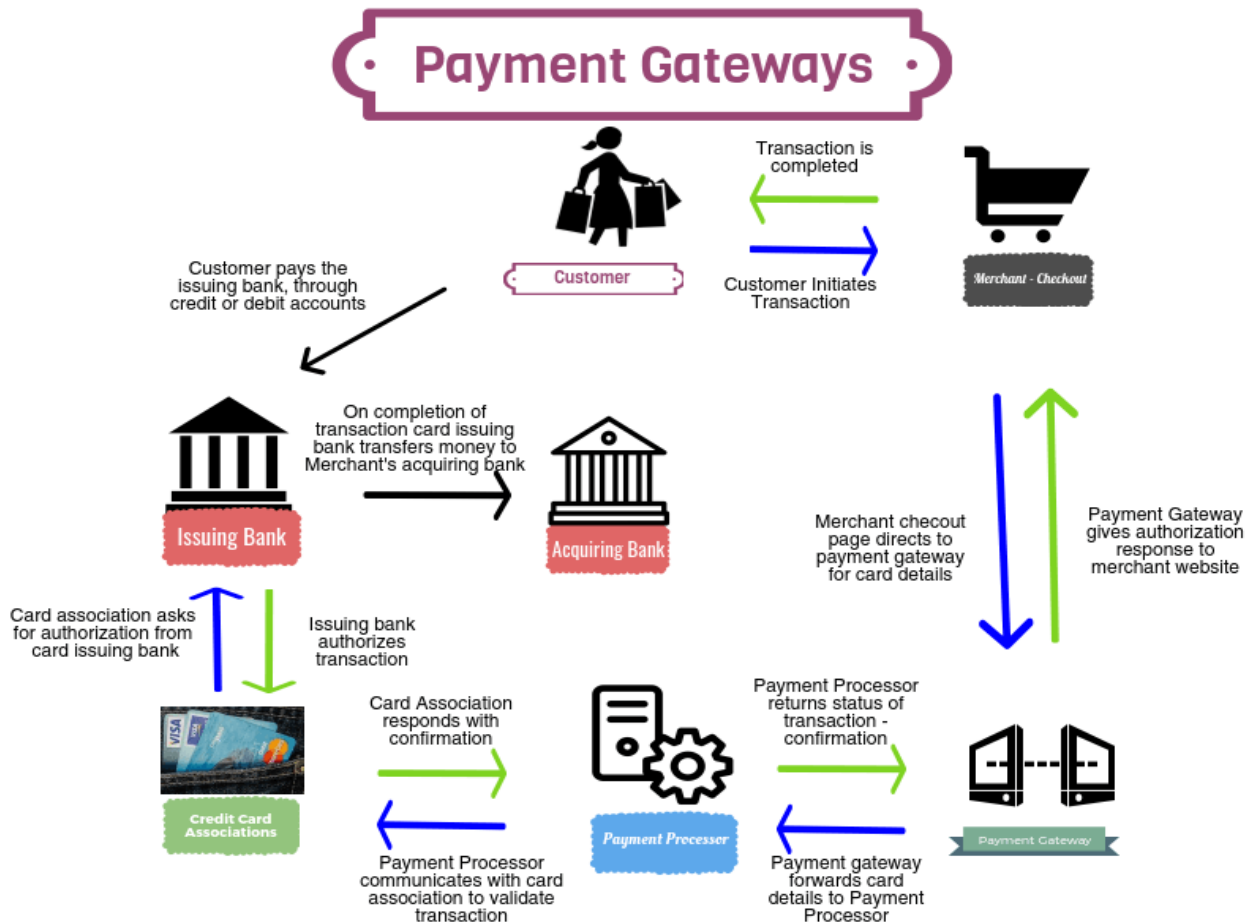 Payment Gateways
Transaction is
completed
Customer
Customer Initiates
Transaction
Merchant - Checkout
Customer pays the
issuing bank, through
credit or debit accounts
On completion of
transaction card issuing
bank transfers money to
Merchant's acquiring bank
Issuing Bank
Acquiring Bank
Merchant checout
page directs to
payment gateway
for card details
Payment Gateway
gives authorization
response to
merchant website
Card association asks
for authorization from
card issuing bank
Issuing bank
authorizes
transaction
Card Association
responds with
confirmation
Payment Processor
returns status of
transaction -
confirmation
VISA
VISA
Credit Card
Associations
Payment Processor
Payment Gateway
Payment Processor
communicates with card
association to validate
transaction
Payment gateway
forwards card
details to Payment
Processor